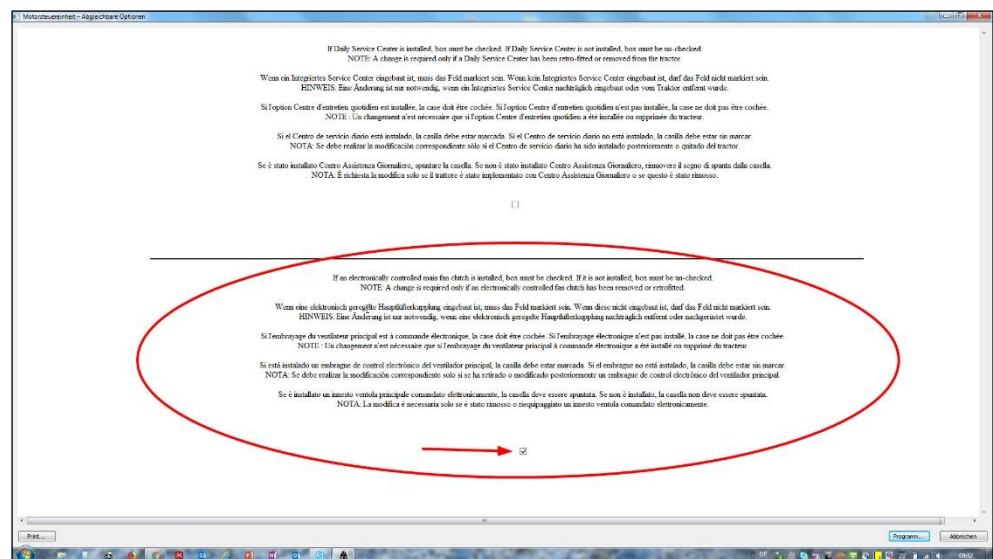 Motorsteuereinheit - Abgleichbare Optionen
If Daily Service Center is installed, box must be checked. If Daily Service Center is not installed, box must be un-checked.
NOTE: A change is required only if a Daily Service Center has been retro-fitted or removed from the tractor.
Wenn ein Integriertes Service Center eingebaut ist, muss das Feld markiert sein. Wenn kein Integriertes Service Center eingebaut ist, darf das Feld nicht markiert sein.
HINWEIS: Eine Änderung ist nur notwendig, wenn ein Integriertes Service Center nachträglich eingebaut oder vom Traktor entfernt wurde.
Si l'option Centre d'entretien quotidien est installée, la case doit être cochée. Si l'option Centre d'entretien quotidien n'est pas installée, la case ne doit pas être cochée.
NOTE : Un changement n'est nécessaire que si l'option Centre d'entretien quotidien a été installée ou supprimée du tracteur.
Si el Centro de servicio diario está instalado, la casilla debe estar marcada. Si el Centro de servicio diario no está instalado, la casilla debe estar sin marcar.
NOTA: Se debe realizar la modificación correspondiente sólo si el Centro de servicio diario ha sido instalado posteriormente o quitado del tractor.
Se è stato installato Centro Assistenza Giornaliero, spuntare la casella. Se non è stato installato Centro Assistenza Giornaliero, rimuovere il segno di spunta dalla casella.
NOTA: È richiesta la modifica solo se il trattore è stato implementato con Centro Assistenza Giornaliero o se questo è stato rimosso.
If an electronically controlled main fan clutch is installed, box must be checked. If it is not installed, box must be un-checked.
NOTE: A change is required only if an electronically controlled fan clutch has been removed or retrofitted.
Wenn eine elektronisch geregelte Hauptlüfterkupplung eingebaut ist, muss das Feld markiert sein. Wenn diese nicht eingebaut ist, darf das Feld nicht markiert sein.
HINWEIS: Eine Änderung ist nur notwendig, wenn eine elektronisch geregelte Hauptlüfterkupplung nachträglich entfernt oder nachgerüstet wurde.
Si l'embrayage du ventilateur principal est à commande électronique, la case doit être cochée. Si l'embrayage électronique n'est pas installé, la case ne doit pas être cochée.
NOTE : Un changement n'est nécessaire que si l'embrayage du ventilateur principal à commande électronique a été installé ou supprimé du tracteur.
Si está instalado un embrague de control electrónico del ventilador principal, la casilla debe estar marcada. Si el embrague no está instalado, la casilla debe estar sin marcar.
NOTA: Se debe realizar la modificación correspondiente sólo si se ha retirado o modificado posteriormente un embrague de control electrónico del ventilador principal.
Se è installato un innesto ventola principale comandato elettronicamente, la casella deve essere spuntata. Se non è installato, la casella non deve essere spuntata.
NOTA: La modifica è necessaria solo se è stato rimosso o riequipaggiato un innesto ventola comandato elettronicamente.
Print...
Programm...
Abbrechen
DE
09:32